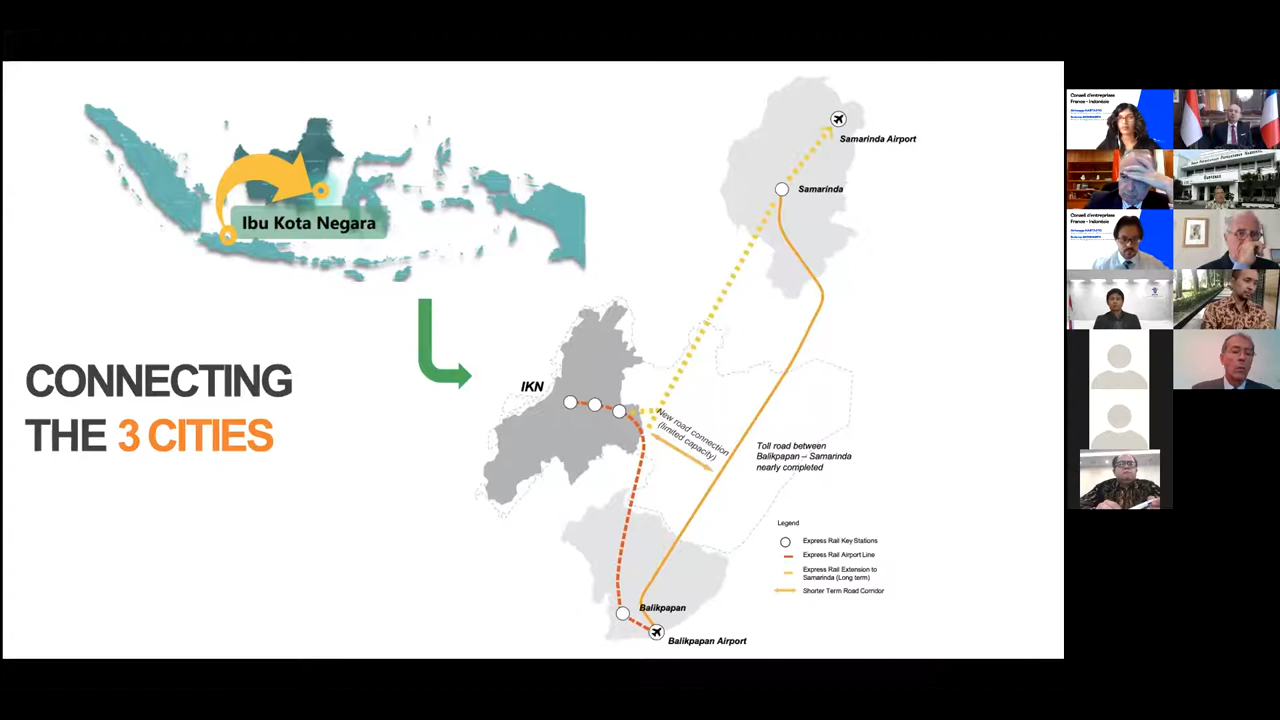 Ibu Kota Negara
CONNECTING
THE 3 CITIES
Samarinda Airport
Samarinda
IKN
New road connection
(limited capacity)
Toll road between
Balikpapan – Samarinda
nearly completed
Balikpapan
Balikpapan Airport
Legend
Express Rail Key Stations
Express Rail Airport Line
Express Rail Extension to
Samarinda (Long term)
Shorter Term Road Corridor
Conseil d'entreprises
France - Indonésie
Conseil d'entreprises
France - Indonésie